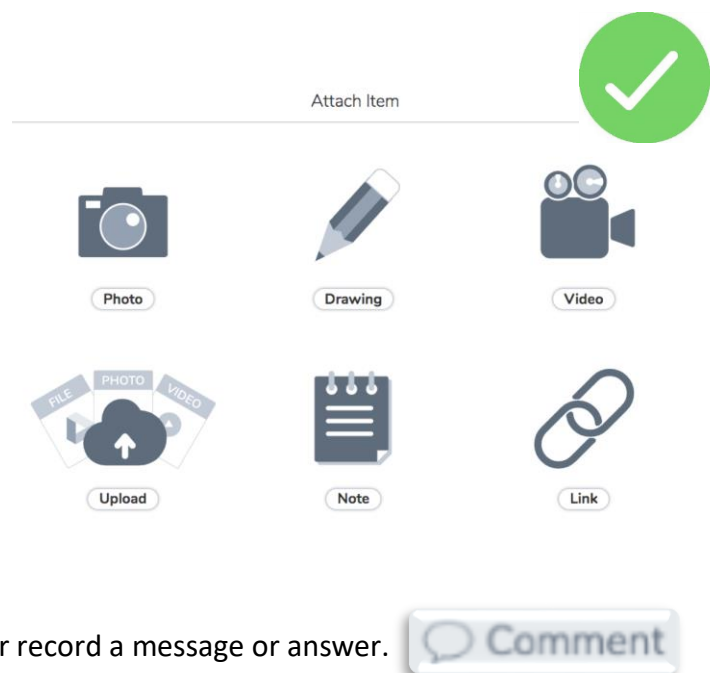 Attach Item
Photo
Drawing
Video
FILE
PHOTO
VIDEO
Upload
Note
Link
r record a message or answer.
Comment